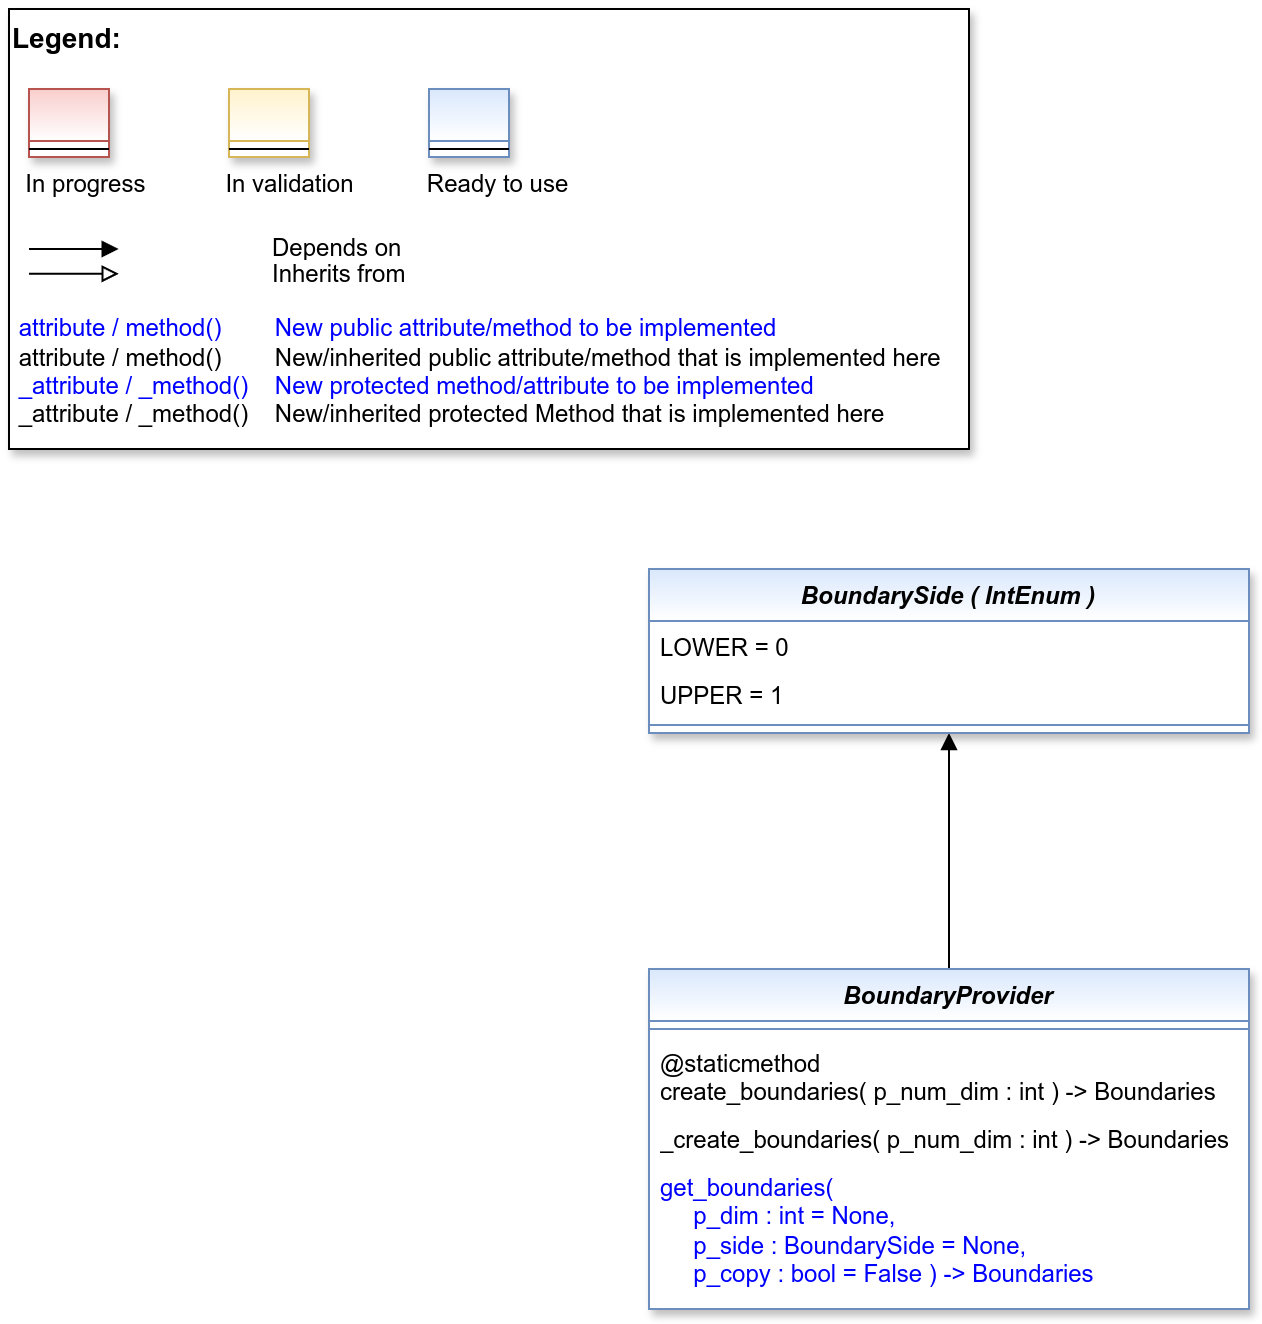 Legend:
In progress
In validation
Ready to use
Depends on
Inherits from
attribute / method() New public attribute/method to be implemented
attribute / method() New/inherited public attribute/method that is implemented here
_attribute / _method() New protected method/attribute to be implemented
_attribute / _method() New/inherited protected Method that is implemented here
BoundarySide ( IntEnum )
LOWER = 0
UPPER = 1
BoundaryProvider
@staticmethod
create_boundaries( p_num_dim : int ) -> Boundaries
_create_boundaries( p_num_dim : int ) -> Boundaries
get_boundaries(
p_dim : int = None,
p_side : BoundarySide = None,
p_copy : bool = False ) -> Boundaries